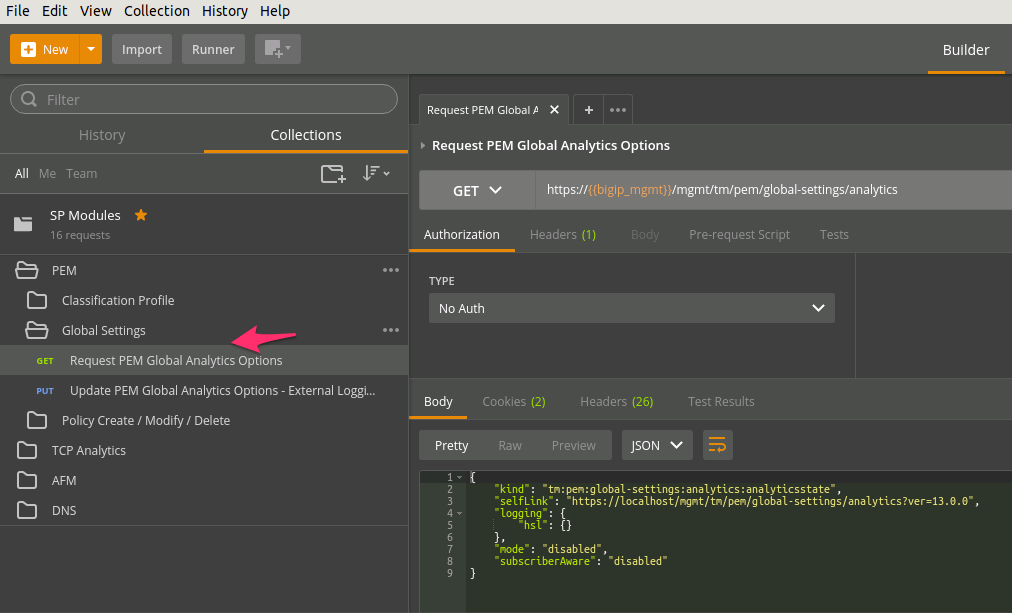 File Edit View Collection History Help
New Import Runner Builder
Filter
History Collections
All Me Team
SP Modules
16 requests
PEM
Classification Profile
Global Settings
GET Request PEM Global Analytics Options
PUT Update PEM Global Analytics Options - External Loggi...
Policy Create / Modify / Delete
TCP Analytics
AFM
DNS
Request PEM Global A
Request PEM Global Analytics Options
GET https://{{bigip_mgmt}}/mgmt/tm/pem/global-settings/analytics
Authorization Headers (1) Body Pre-request Script Tests
TYPE
No Auth
Body Cookies (2) Headers (26) Test Results
Pretty Raw Preview JSON
1 {
2 "kind": "tm:pem:global-settings:analytics:analyticsstate",
3 "selfLink": "https://localhost/mgmt/tm/pem/global-settings/analytics?ver=13.0.0",
4 "logging": {
5 "hsl": {}
6 },
7 "mode": "disabled",
8 "subscriberAware": "disabled"
9 }